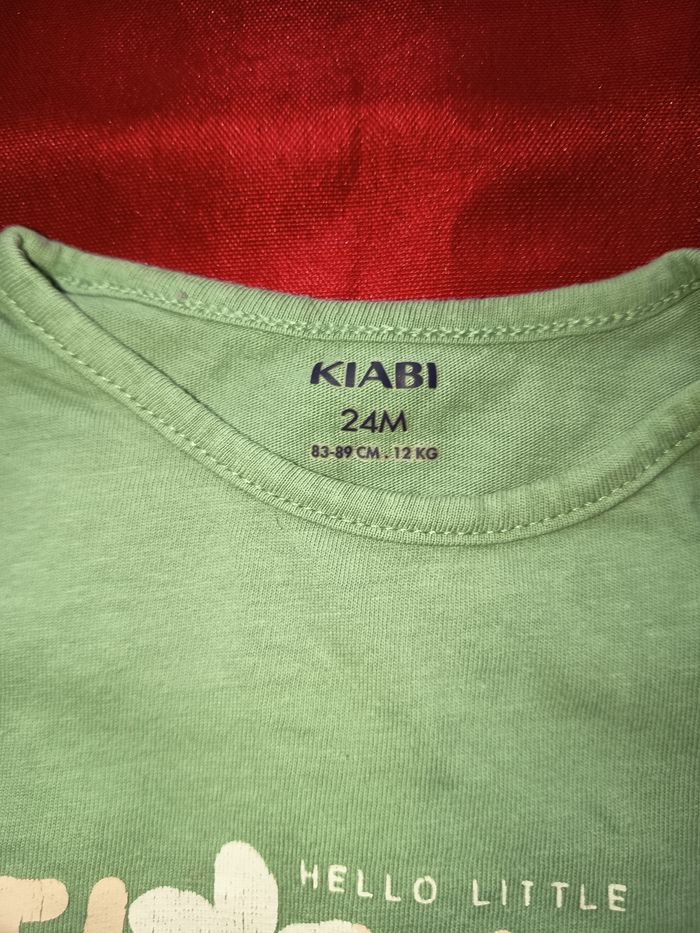 KIABI
24M
83-89 CM . 12 KG
HELLO LITTLE